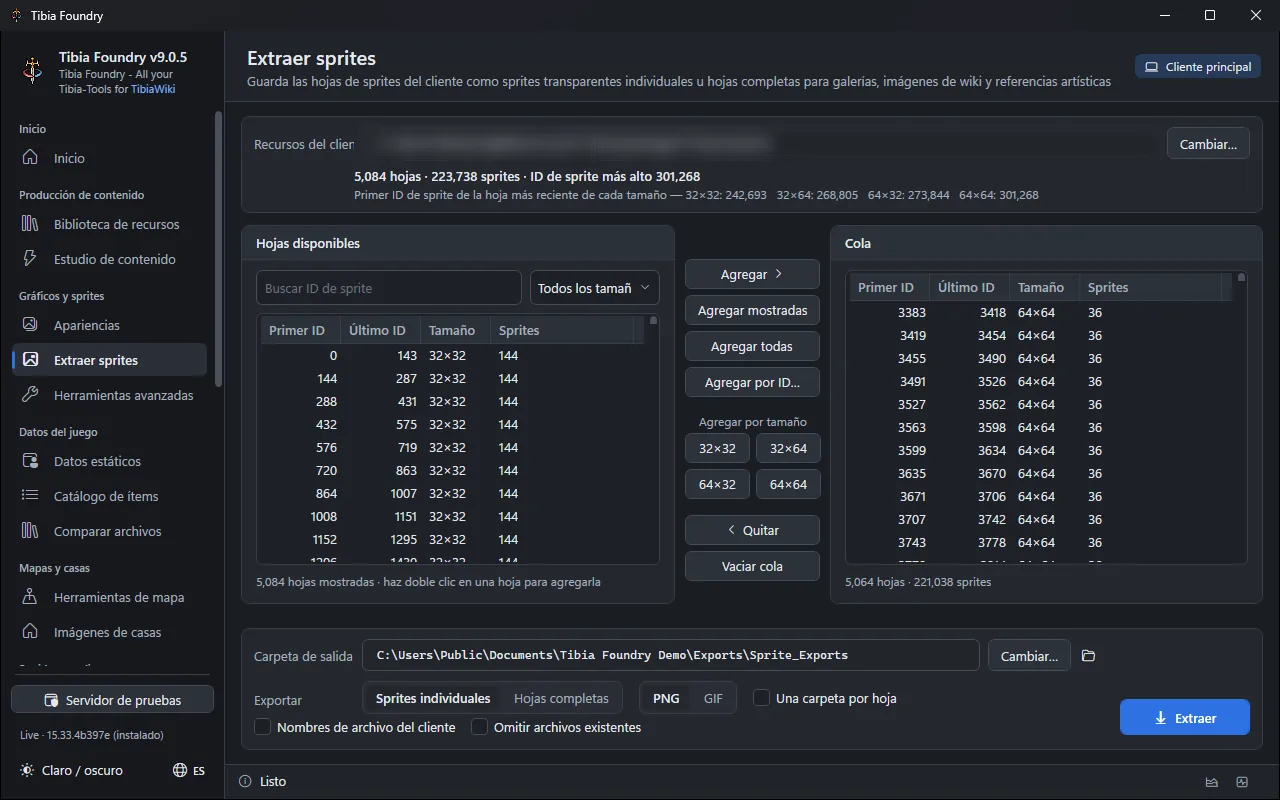 Tibia Foundry
Tibia Foundry v9.0.5
Tibia Foundry - All your
Tibia-Tools for TibiaWiki
Inicio
Inicio
Producción de contenido
Biblioteca de recursos
Estudio de contenido
Gráficos y sprites
Apariencias
Extraer sprites
Herramientas avanzadas
Datos del juego
Datos estáticos
Catálogo de ítems
Comparar archivos
Mapas y casas
Herramientas de mapa
Imágenes de casas
Servidor de pruebas
Live · 15.33.4b397e (instalado)
Claro / oscuro ES
Extraer sprites
Guarda las hojas de sprites del cliente como sprites transparentes individuales u hojas completas para galerías, imágenes de wiki y referencias artísticas
Cliente principal
Recursos del clien
Cambiar...
5,084 hojas · 223,738 sprites · ID de sprite más alto 301,268
Primer ID de sprite de la hoja más reciente de cada tamaño — 32×32: 242,693 32×64: 268,805 64×32: 273,844 64×64: 301,268
Hojas disponibles
Buscar ID de sprite
Todos los tamañ
Primer ID Último ID Tamaño Sprites
0 143 32×32 144
144 287 32×32 144
288 431 32×32 144
432 575 32×32 144
576 719 32×32 144
720 863 32×32 144
864 1007 32×32 144
1008 1151 32×32 144
1152 1295 32×32 144
5,084 hojas mostradas · haz doble clic en una hoja para agregarla
Agregar
Agregar mostradas
Agregar todas
Agregar por ID...
Agregar por tamaño
32×32 32×64
64×32 64×64
Quitar
Vaciar cola
Cola
Primer ID Último ID Tamaño Sprites
3383 3418 64×64 36
3419 3454 64×64 36
3455 3490 64×64 36
3491 3526 64×64 36
3527 3562 64×64 36
3563 3598 64×64 36
3599 3634 64×64 36
3635 3670 64×64 36
3671 3706 64×64 36
3707 3742 64×64 36
3743 3778 64×64 36
5,064 hojas · 221,038 sprites
Carpeta de salida
C:\Users\Public\Documents\Tibia Foundry Demo\Exports\Sprite_Exports
Cambiar...
Exportar
Sprites individuales Hojas completas
PNG GIF
Una carpeta por hoja
Nombres de archivo del cliente
Omitir archivos existentes
Extraer
Listo